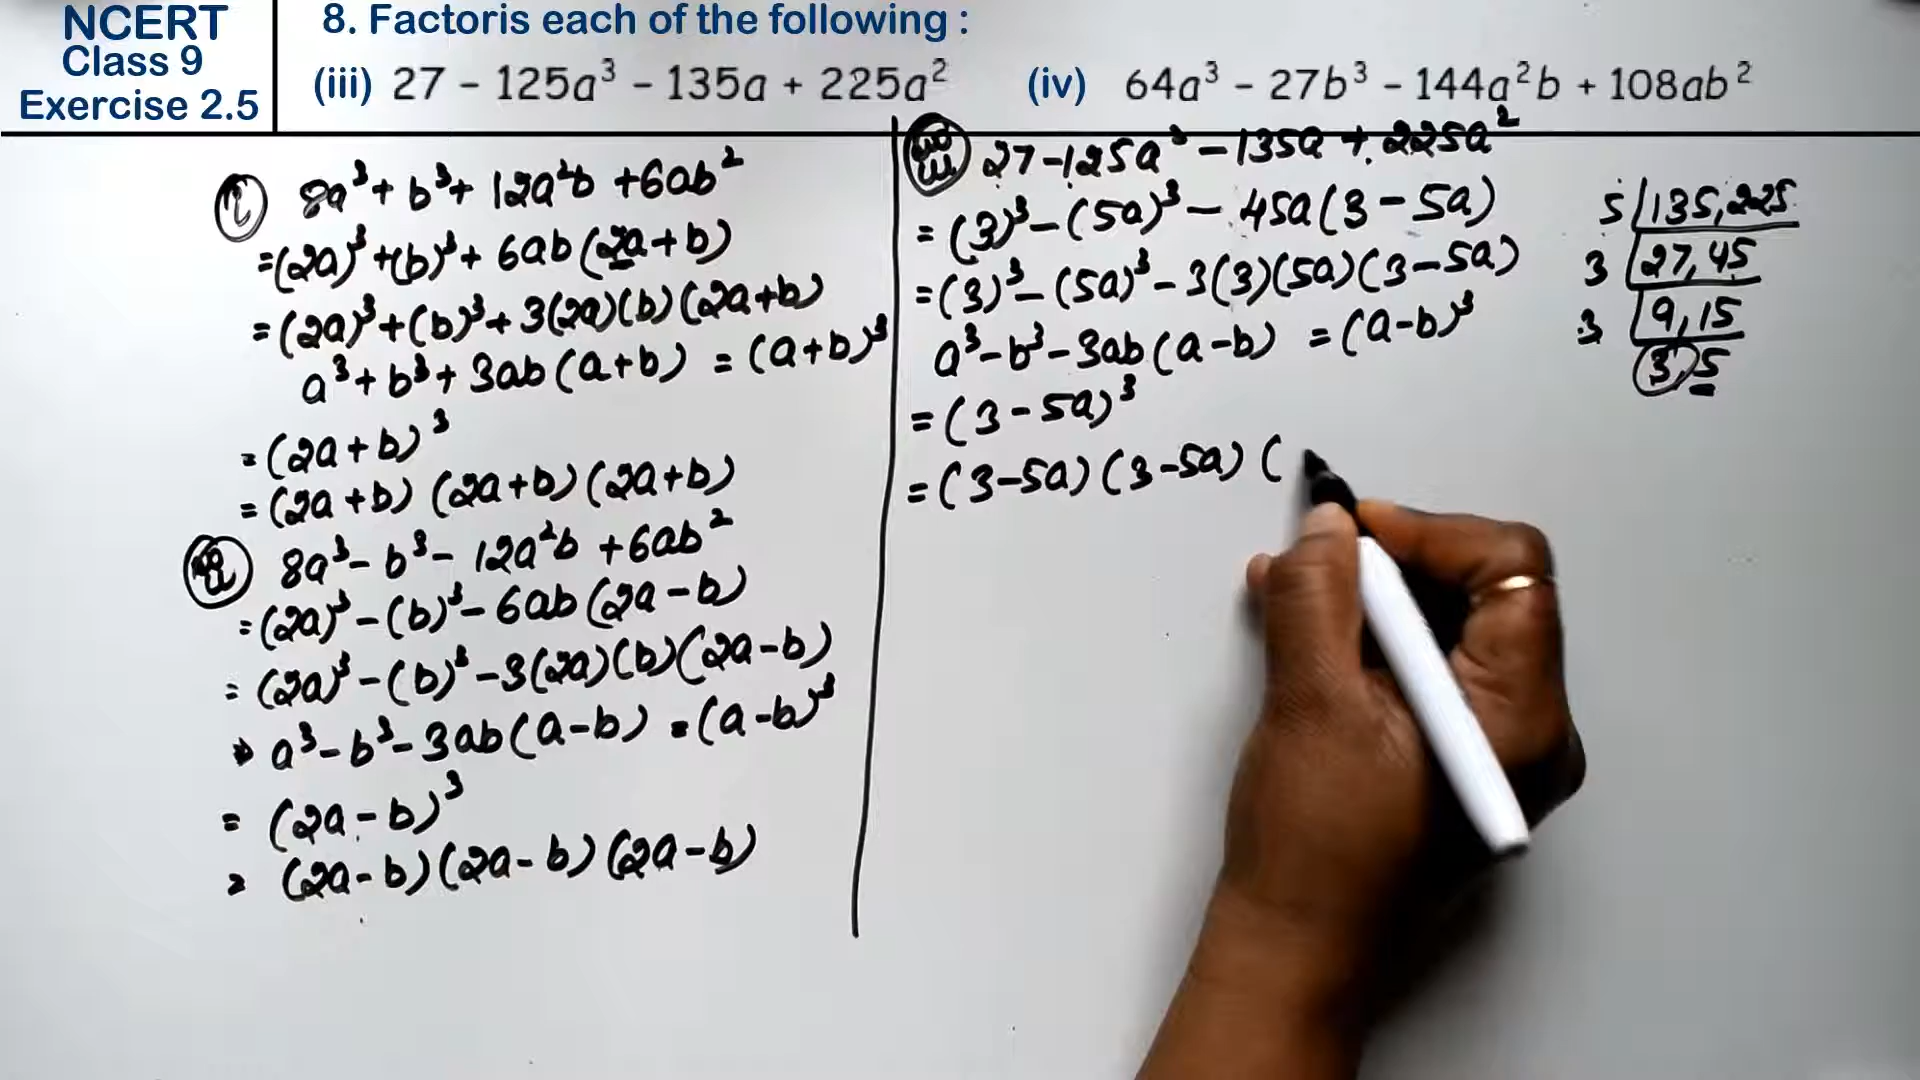 NCERT
Class 9
Exercise 2.5
8. Factoris each of the following :
(iii) 27 - 125a³ - 135a + 225a² (iv) 64a³ - 27b³ - 144a²b + 108ab²
(i) 8a³ + b³ + 12a²b + 6ab²
= (2a)³ + (b)³ + 6ab (2a + b)
= (2a)³ + (b)³ + 3(2a)(b)(2a+b)
a³ + b³ + 3ab (a+b) = (a+b)³
= (2a + b)³
= (2a + b) (2a+b) (2a+b)
(ii) 8a³ - b³ - 12a²b + 6ab²
= (2a)³ - (b)³ - 6ab (2a - b)
= (2a)³ - (b)³ - 3(2a)(b)(2a-b)
a³ - b³ - 3ab (a-b) = (a-b)³
= (2a - b)³
= (2a - b)(2a - b)(2a - b)
(iii) 27 - 125a³ - 135a + 225a²
= (3)³ - (5a)³ - 45a (3 - 5a)
= (3)³ - (5a)³ - 3(3)(5a)(3-5a)
a³ - b³ - 3ab (a-b) = (a-b)³
= (3 - 5a)³
= (3-5a) (3-5a) (
5 135, 225
3 27, 45
3 9, 15
3, 5